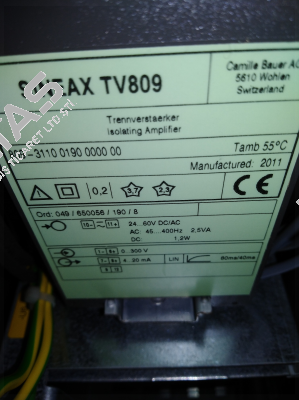 TV809
Camille Bauer AG
5610 Wohlen
Switzerland
Trennverstaerker
Isolating Amplifier
-3110 0190 0000 00
Tamb 55°C
Manufactured: 2011
0,2
CE
Ord: 049 / 650056 / 190 / 8
24...60V DC/AC
AC: 45...400Hz 2,5VA
DC: 1,2W
0...300 V
4...20 mA
LIN